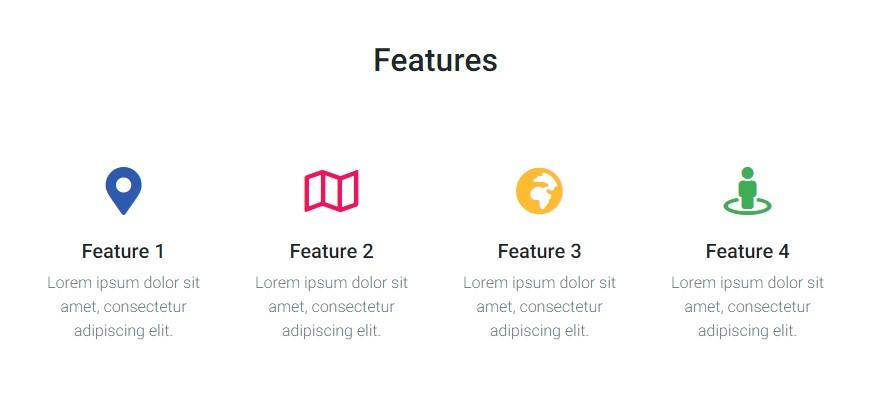 Features
Feature 1
Lorem ipsum dolor sit
amet, consectetur
adipiscing elit.
Feature 2
Lorem ipsum dolor sit
amet, consectetur
adipiscing elit.
Feature 3
Lorem ipsum dolor sit
amet, consectetur
adipiscing elit.
Feature 4
Lorem ipsum dolor sit
amet, consectetur
adipiscing elit.